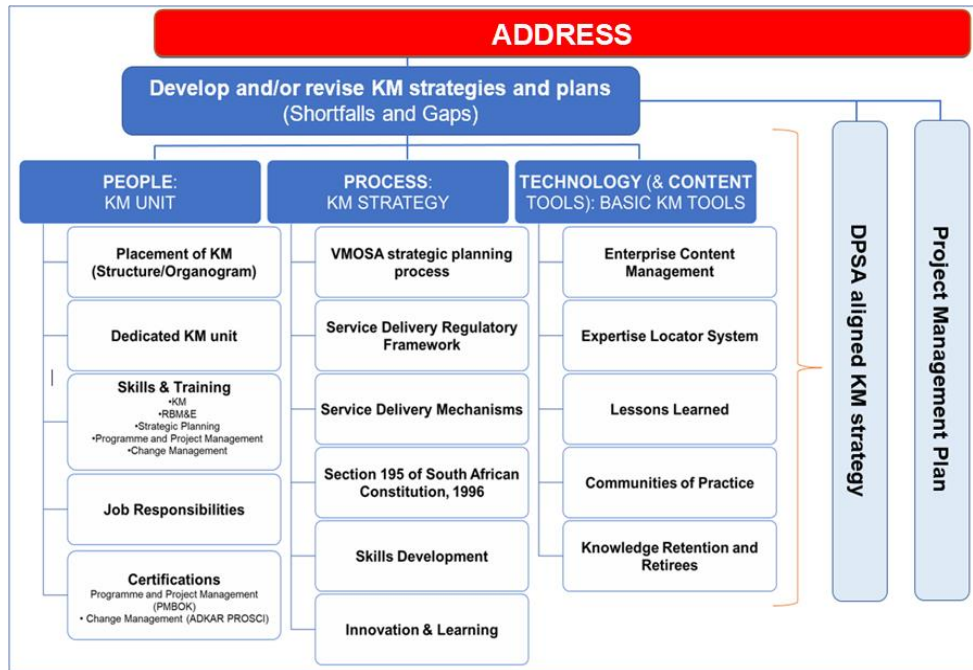 ADDRESS
Develop and/or revise KM strategies and plans
(Shortfalls and Gaps)
PEOPLE:
KM UNIT
Placement of KM
(Structure/Organogram)
Dedicated KM unit
Skills & Training
•KM
•RBM&E
•Strategic Planning
•Programme and Project Management
•Change Management
Job Responsibilities
Certifications
Programme and Project Management
(PMBOK)
• Change Management (ADKAR PROSCI)
PROCESS:
KM STRATEGY
VMOSA strategic planning
process
Service Delivery Regulatory
Framework
Service Delivery Mechanisms
Section 195 of South African
Constitution, 1996
Skills Development
Innovation & Learning
TECHNOLOGY (& CONTENT
TOOLS): BASIC KM TOOLS
Enterprise Content
Management
Expertise Locator System
Lessons Learned
Communities of Practice
Knowledge Retention and
Retirees
DPSA aligned KM strategy
Project Management Plan